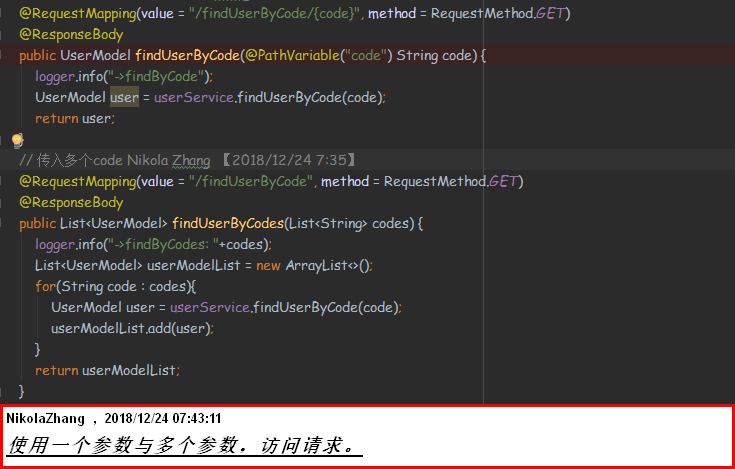 @RequestMapping(value = "/findUserByCode/{code}", method = RequestMethod.GET)
@ResponseBody
public UserModel findUserByCode(@PathVariable("code") String code) {
logger.info("->findByCode");
UserModel user = userService.findUserByCode(code);
return user;
// 传入多个code Nikola Zhang 【2018/12/24 7:35】
@RequestMapping(value = "/findUserByCode", method = RequestMethod.GET)
@ResponseBody
public List<UserModel> findUserByCodes(List<String> codes) {
logger.info("->findByCodes: "+codes);
List<UserModel> userModelList = new ArrayList<>();
for(String code : codes){
UserModel user = userService.findUserByCode(code);
userModelList.add(user);
}
return userModelList;
}
NikolaZhang , 2018/12/24 07:43:11
使用一个参数与多个参数，访问请求。